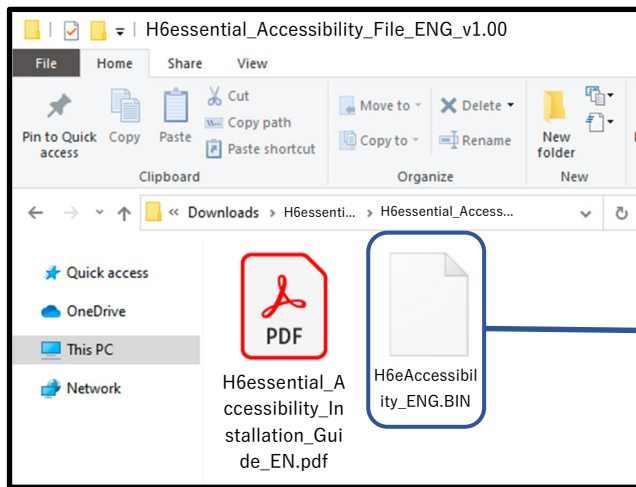 H6essential_Accessibility_File_ENG_v1.00
File Home Share View
Pin to Quick access
Copy
Paste
Cut
Copy path
Paste shortcut
Clipboard
Move to
Copy to
Delete
Rename
Organize
New folder
New
« Downloads > H6essenti... > H6essential_Access...
Quick access
OneDrive
This PC
Network
PDF
H6essential_A
ccessibility_In
stallation_Gui
de_EN.pdf
H6eAccessibil
ity_ENG.BIN